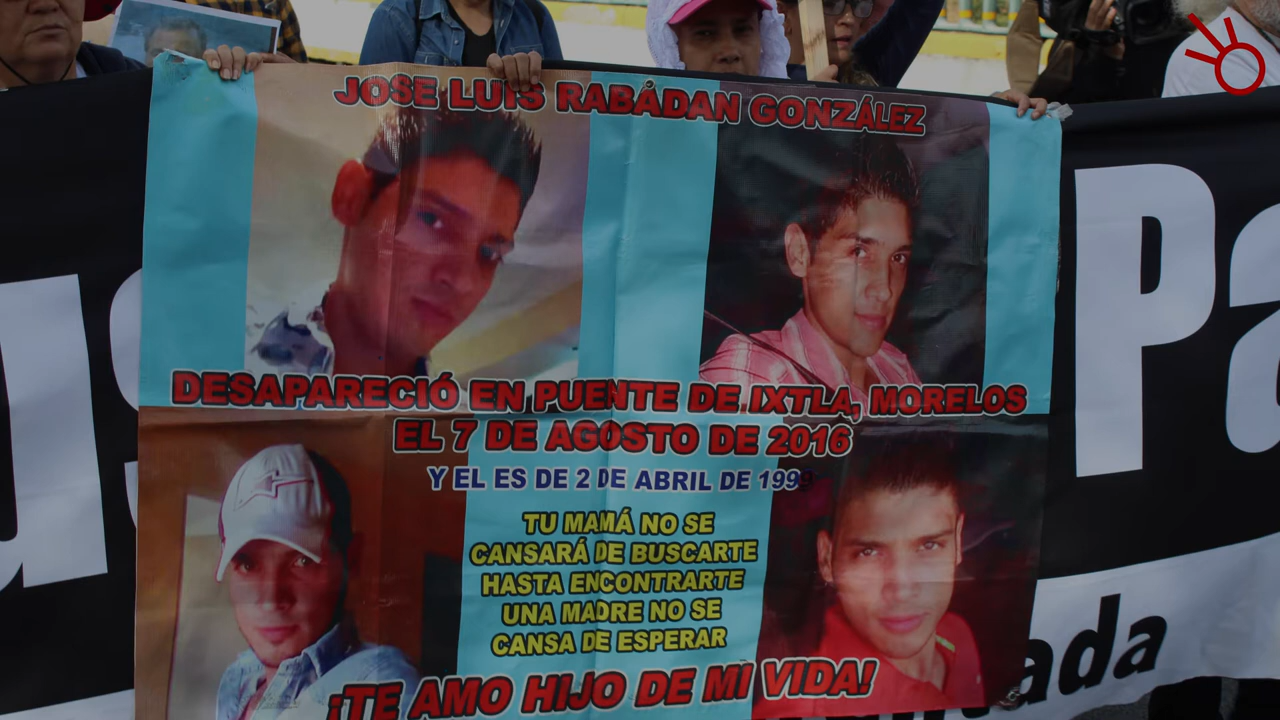 JOSE LUIS RABADAN GONZÁLEZ
DESAPARECIÓ EN PUENTE DE IXTLA, MORELOS
EL 7 DE AGOSTO DE 2016
Y EL ES DE 2 DE ABRIL DE 1999
TU MAMÁ NO SE
CANSARÁ DE BUSCARTE
HASTA ENCONTRARTE
UNA MADRE NO SE
CANSA DE ESPERAR
¡TE AMO HIJO DE MI VIDA!
Pa
ada